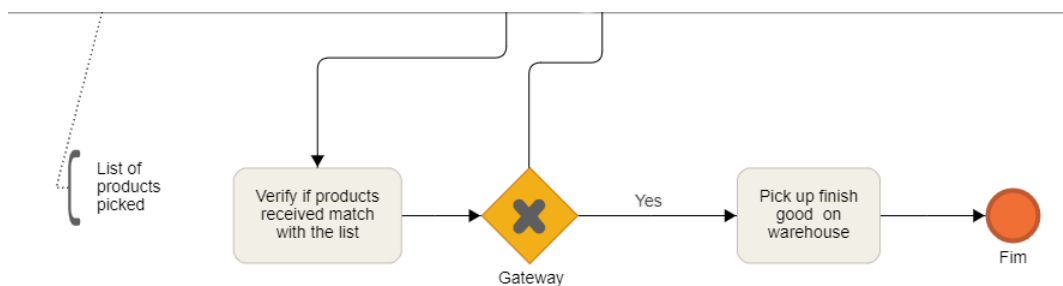 List of
products
picked
Verify if products
received match
with the list
Gateway
Yes
Pick up finish
good on
warehouse
Fim